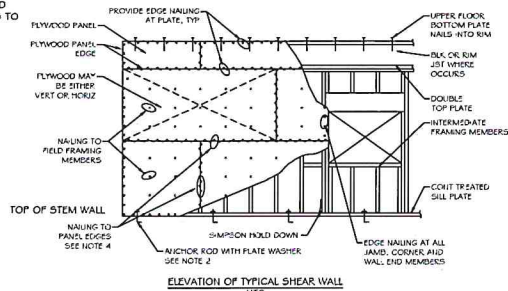 D
G TO
PLYWOOD PANEL
PLYWOOD PANEL
EDGE
PLYWOOD MAY
BE EITHER
VERT OR HORIZ
NAILING TO
FIELD FRAMING
MEMBERS
TOP OF STEM WALL
NAILING TO
PANEL EDGES
SEE NOTE 4
PROVIDE EDGE NAILING
AT PLATE, TYP
ANCHOR ROD WITH PLATE WASHER
SEE NOTE 2
SIMPSON HOLD DOWN
UPPER FLOOR
BOTTOM PLATE
NAILS INTO RIM
BLK OR RIM
JST WHERE
OCCURS
DOUBLE
TOP PLATE
INTERMEDIATE
FRAMING MEMBERS
CONT TREATED
SILL PLATE
EDGE NAILING AT ALL
JAMB, CORNER AND
WALL END MEMBERS
ELEVATION OF TYPICAL SHEAR WALL